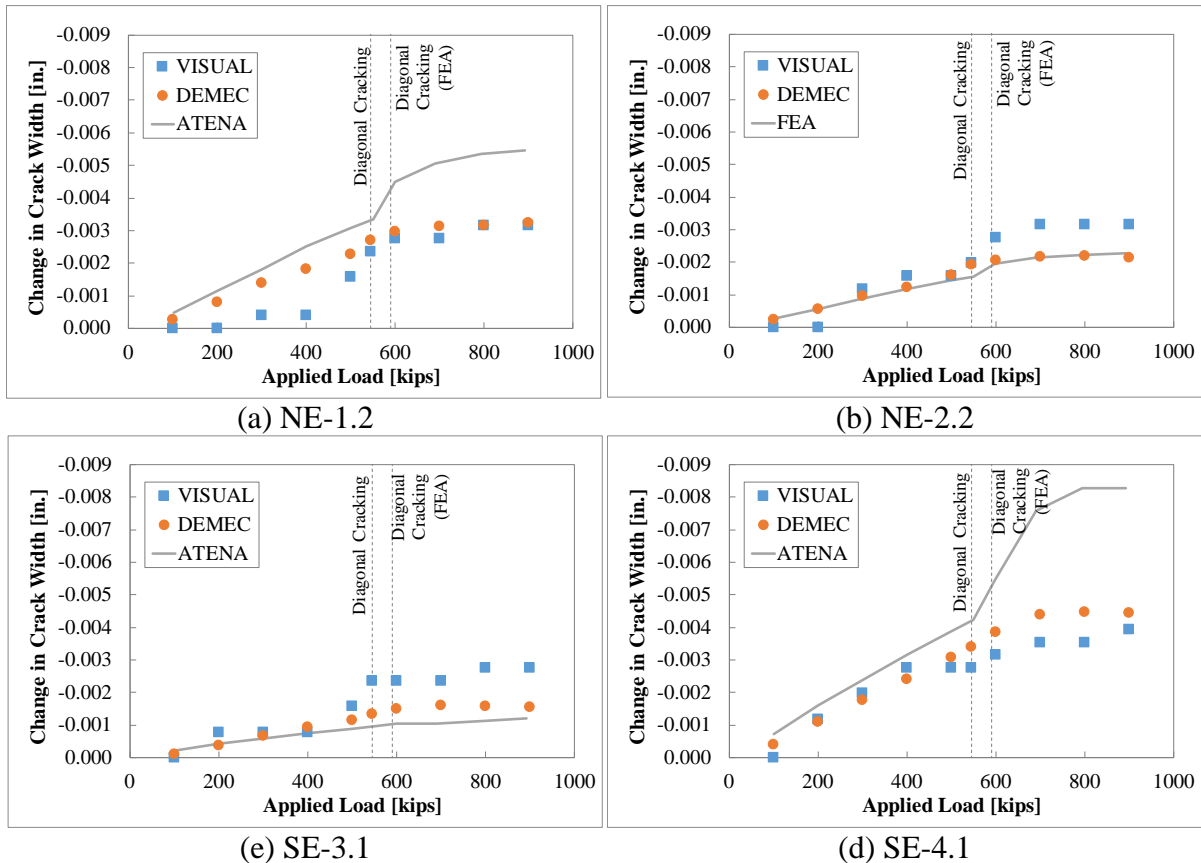 -0.009
-0.008
-0.007
-0.006
-0.005
-0.004
-0.003
-0.002
-0.001
0.000
Change in Crack Width [in.]
VISUAL
DEMEC
ATENA
Diagonal Cracking
Diagonal
Cracking
(FEA)
0 200 400 600 800 1000
Applied Load [kips]
(a) NE-1.2
-0.009
-0.008
-0.007
-0.006
-0.005
-0.004
-0.003
-0.002
-0.001
0.000
Change in Crack Width [in.]
VISUAL
DEMEC
FEA
Diagonal Cracking
Diagonal
Cracking
(FEA)
0 200 400 600 800 1000
Applied Load [kips]
(b) NE-2.2
-0.009
-0.008
-0.007
-0.006
-0.005
-0.004
-0.003
-0.002
-0.001
0.000
Change in Crack Width [in.]
VISUAL
DEMEC
ATENA
Diagonal Cracking
Diagonal
Cracking
(FEA)
0 200 400 600 800 1000
Applied Load [kips]
(e) SE-3.1
-0.009
-0.008
-0.007
-0.006
-0.005
-0.004
-0.003
-0.002
-0.001
0.000
Change in Crack Width [in.]
VISUAL
DEMEC
ATENA
Diagonal Cracking
Diagonal
Cracking
(FEA)
0 200 400 600 800 1000
Applied Load [kips]
(d) SE-4.1